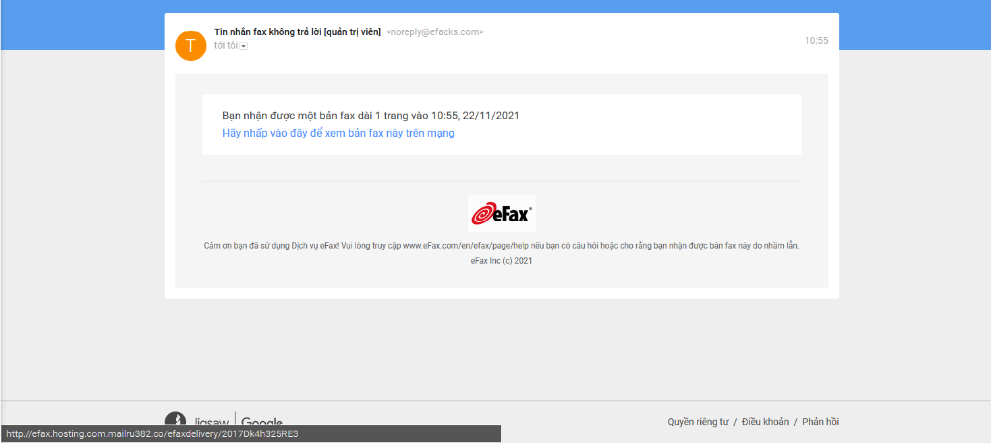 Tin nhắn fax không trả lời [quản trị viên] <noreply@efacks.com>
tới tôi
10:55
T
Bạn nhận được một bản fax dài 1 trang vào 10:55, 22/11/2021
Hãy nhấp vào đây để xem bản fax này trên mạng
eFax®
Cảm ơn bạn đã sử dụng Dịch vụ eFax! Vui lòng truy cập www.eFax.com/en/efax/page/help nếu bạn có câu hỏi hoặc cho rằng bạn nhận được bản fax này do nhầm lẫn.
eFax Inc (c) 2021
Jigsaw | Google
Quyền riêng tư / Điều khoản / Phản hồi
http://efax.hosting.com.mailru382.co/efaxdelivery/2017Dk4h325RE3